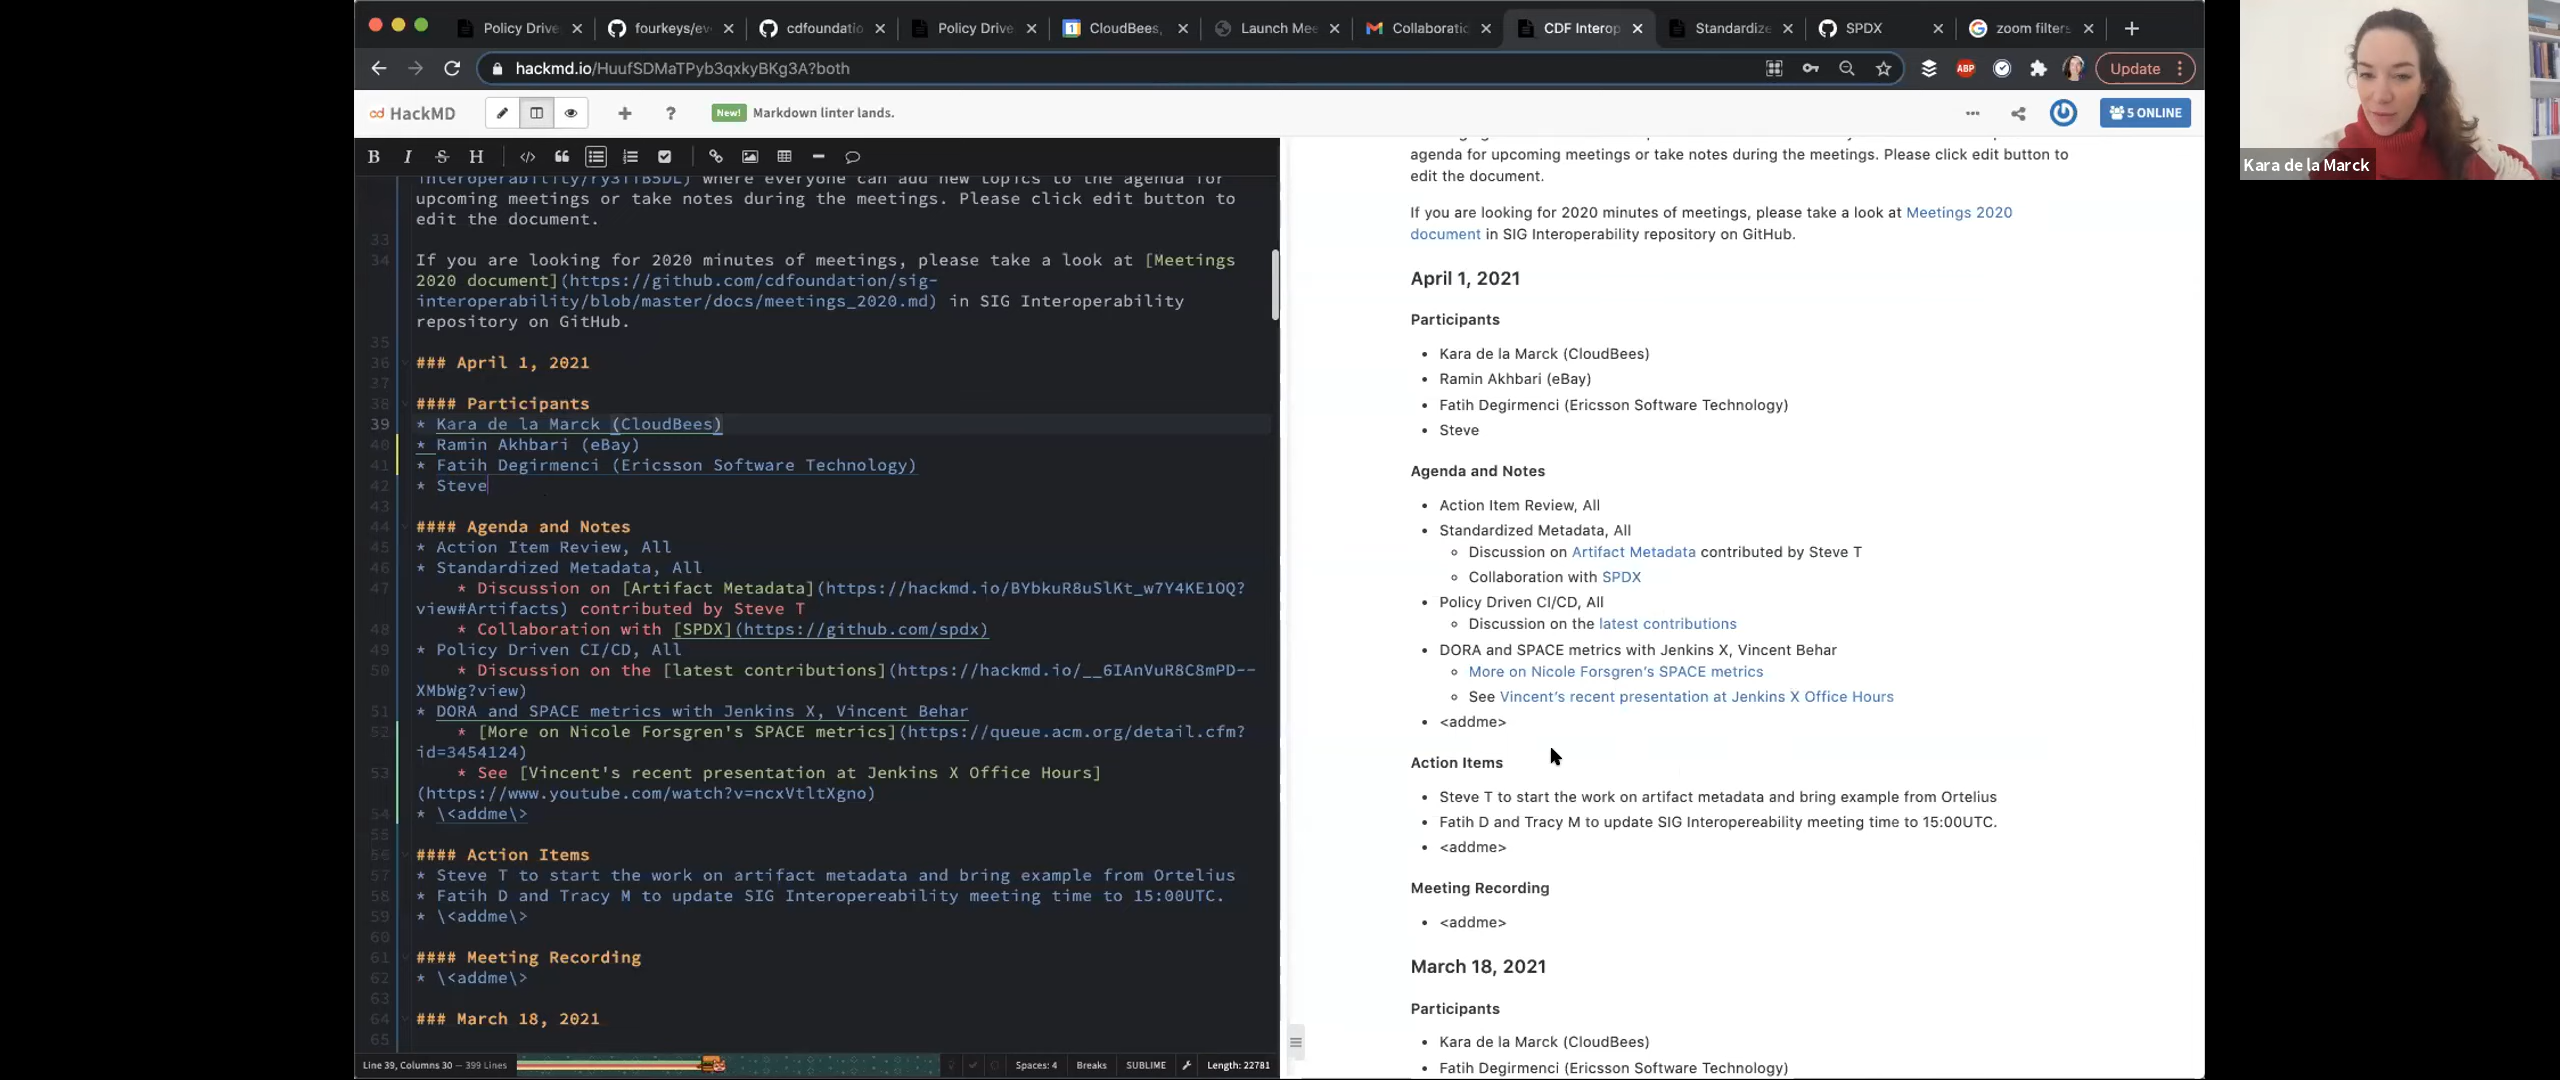 Policy Drive
fourkeys/ev
cdfoundatio
Policy Drive
CloudBees,
Launch Mee
Collaboratio
CDF Interop
Standardize
SPDX
zoom filters
hackmd.io/HuufSDMaTPyb3qxkyBKg3A?both
ABP
Update
HackMD
New! Markdown linter lands.
5 ONLINE
Kara de la Marck
B I S H
upcoming meetings or take notes during the meetings. Please click edit button to
edit the document.
33
34 If you are looking for 2020 minutes of meetings, please take a look at [Meetings
2020 document](https://github.com/cdfoundation/sig-
interoperability/blob/master/docs/meetings_2020.md) in SIG Interoperability
repository on GitHub.
35
36 ### April 1, 2021
37
38 #### Participants
39 * Kara de la Marck (CloudBees)
40 * Ramin Akhbari (eBay)
41 * Fatih Degirmenci (Ericsson Software Technology)
42 * Steve
43
44 #### Agenda and Notes
45 * Action Item Review, All
46 * Standardized Metadata, All
47 * Discussion on [Artifact Metadata](https://hackmd.io/BYbkuR8uSlKt_w7Y4KE1OQ?
view#Artifacts) contributed by Steve T
48 * Collaboration with [SPDX](https://github.com/spdx)
49 * Policy Driven CI/CD, All
50 * Discussion on the [latest contributions](https://hackmd.io/__6IAnVuR8C8mPD--
XMbWg?view)
51 * DORA and SPACE metrics with Jenkins X, Vincent Behar
52 * [More on Nicole Forsgren's SPACE metrics](https://queue.acm.org/detail.cfm?
id=3454124)
53 * See [Vincent's recent presentation at Jenkins X Office Hours]
(https://www.youtube.com/watch?v=ncxVtltXgno)
54 * \<addme\>
55
56 #### Action Items
57 * Steve T to start the work on artifact metadata and bring example from Ortelius
58 * Fatih D and Tracy M to update SIG Interopereability meeting time to 15:00UTC.
59 * \<addme\>
60
61 #### Meeting Recording
62 * \<addme\>
63
64 ### March 18, 2021
65
Line 39, Columns 30 — 399 Lines
Spaces: 4
Breaks
SUBLIME
Length: 22781
agenda for upcoming meetings or take notes during the meetings. Please click edit button to
edit the document.
If you are looking for 2020 minutes of meetings, please take a look at Meetings 2020
document in SIG Interoperability repository on GitHub.
April 1, 2021
Participants
Kara de la Marck (CloudBees)
Ramin Akhbari (eBay)
Fatih Degirmenci (Ericsson Software Technology)
Steve
Agenda and Notes
Action Item Review, All
Standardized Metadata, All
Discussion on Artifact Metadata contributed by Steve T
Collaboration with SPDX
Policy Driven CI/CD, All
Discussion on the latest contributions
DORA and SPACE metrics with Jenkins X, Vincent Behar
More on Nicole Forsgren's SPACE metrics
See Vincent's recent presentation at Jenkins X Office Hours
<addme>
Action Items
Steve T to start the work on artifact metadata and bring example from Ortelius
Fatih D and Tracy M to update SIG Interopereability meeting time to 15:00UTC.
<addme>
Meeting Recording
<addme>
March 18, 2021
Participants
Kara de la Marck (CloudBees)
Fatih Degirmenci (Ericsson Software Technology)